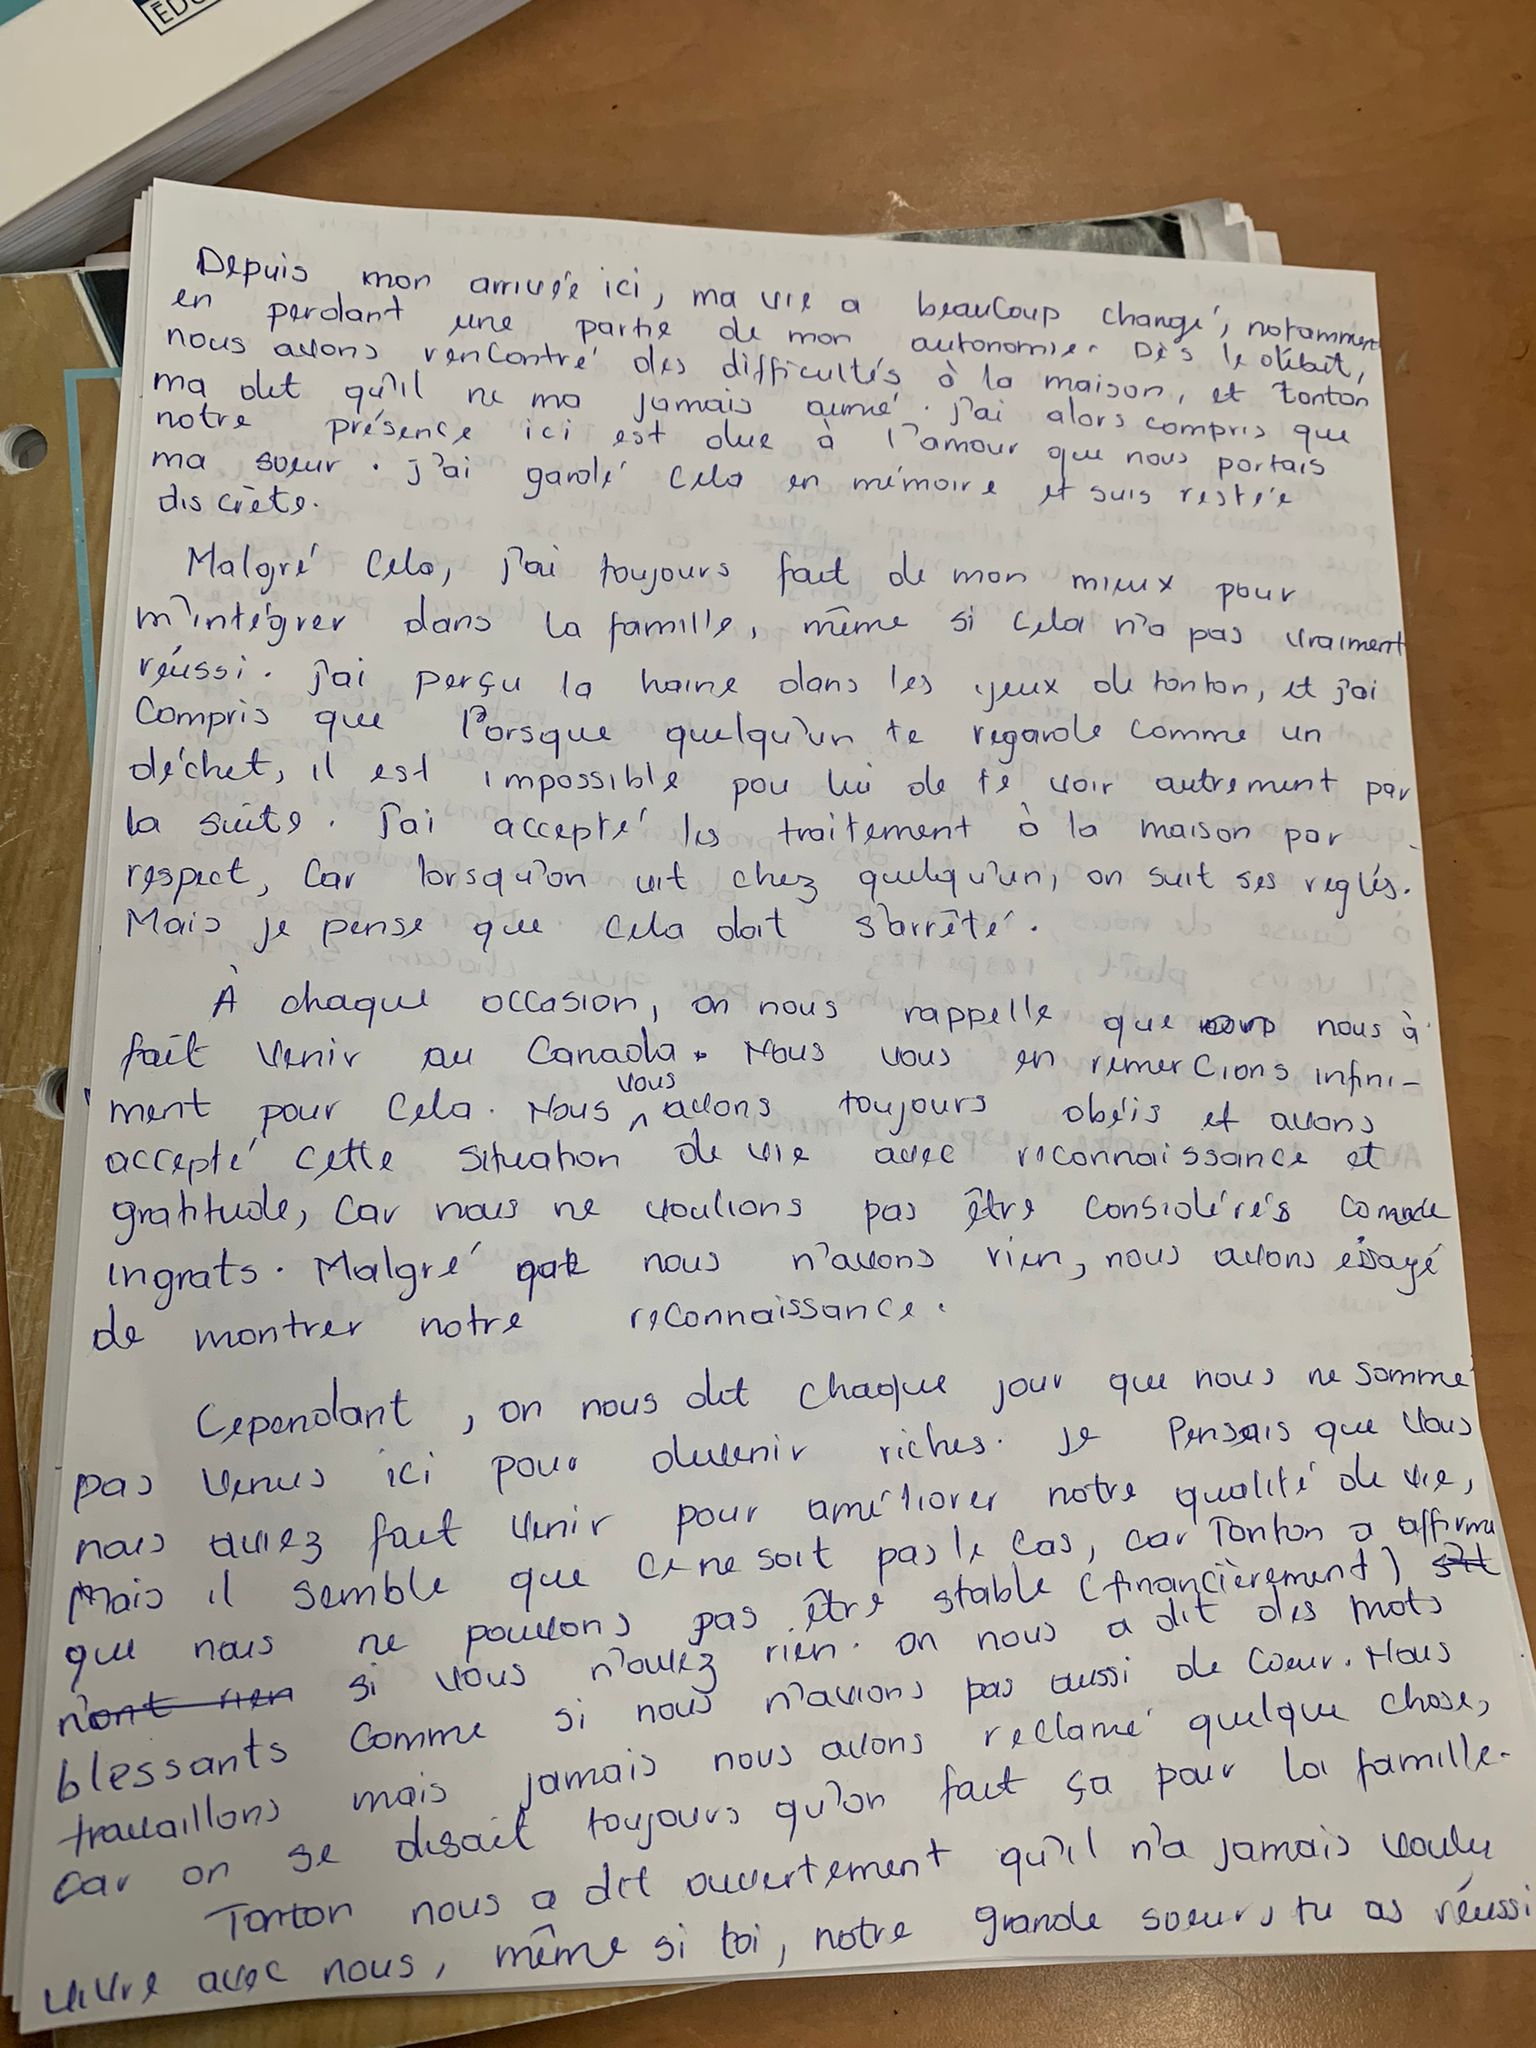 ÉDU
Depuis mon arrivée ici, ma vie a beaucoup changé, notamment
en perdant une partie de mon autonomie. Dès le début,
nous avons rencontré des difficultés à la maison, et tonton
ma dit qu'il ne ma jamais aimé. j'ai alors compris que
notre présence ici est due à l'amour que nous portais
ma sœur. j'ai gardé cela en mémoire et suis restée
discrète.
Malgré cela, j'ai toujours fait de mon mieux pour
m'intégrer dans la famille, même si cela n'a pas vraiment
réussi. j'ai perçu la haine dans les yeux de tonton, et j'ai
compris que lorsque quelqu'un te regarde comme un
déchet, il est impossible pou lui de te voir autrement par
la suite. j'ai accepté les traitement à la maison par
respect, car lorsqu'on vit chez quelqu'un, on suit ses reglés.
Mais je pense que cela doit s'arrêté.
À chaque occasion, on nous rappelle que nous à
fait venir au Canada. Nous vous en remercions infini-
ment pour cela. Nous vous avons toujours obéis et avons
accepté cette situation de vie avec reconnaissance et
gratitude, car nous ne voulions pas être considérés comme
ingrats. Malgré que nous n'avons rien, nous avons essayé
de montrer notre reconnaissance.
Cependant, on nous dit chaque jour que nous ne somme
pas venus ici pour devenir riches. je pensais que vous
nous aviez fait venir pour améliorer notre qualité de vie,
Mais il semble que ce ne soit pas le cas, car Tonton a affirmé
que nous ne pouvons pas être stable (financièrement)
n'ont rien si vous n'avez rien. on nous a dit des mots
blessants comme si nous n'avions pas aussi de cœur. Nous
travaillons mais jamais nous avons reclamé quelque chose,
car on se disait toujours qu'on fait ça pour la famille.
Tonton nous a dit ouvertement qu'il n'a jamais voulu
vivre avec nous, même si toi, notre grande sœur, tu as réussi